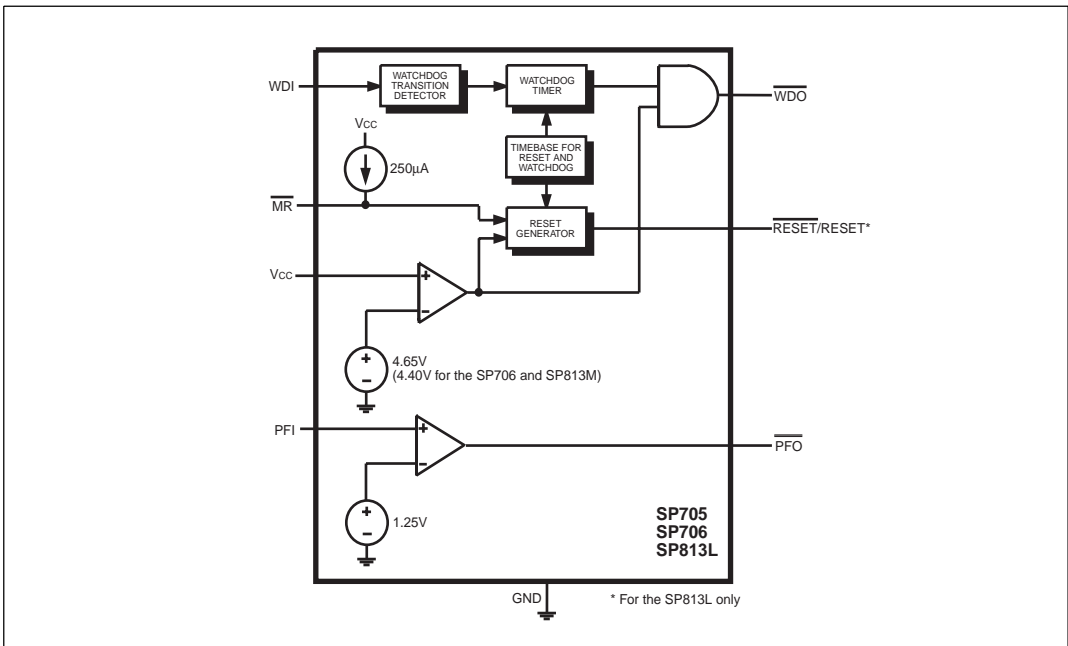 WDI
WATCHDOG
TRANSITION
DETECTOR
WATCHDOG
TIMER
WDO
VCC
250µA
TIMEBASE FOR
RESET AND
WATCHDOG
MR
RESET
GENERATOR
RESET/RESET*
VCC
+
−
+
−
4.65V
(4.40V for the SP706 and SP813M)
PFI
+
−
PFO
+
−
1.25V
SP705
SP706
SP813L
GND
* For the SP813L only